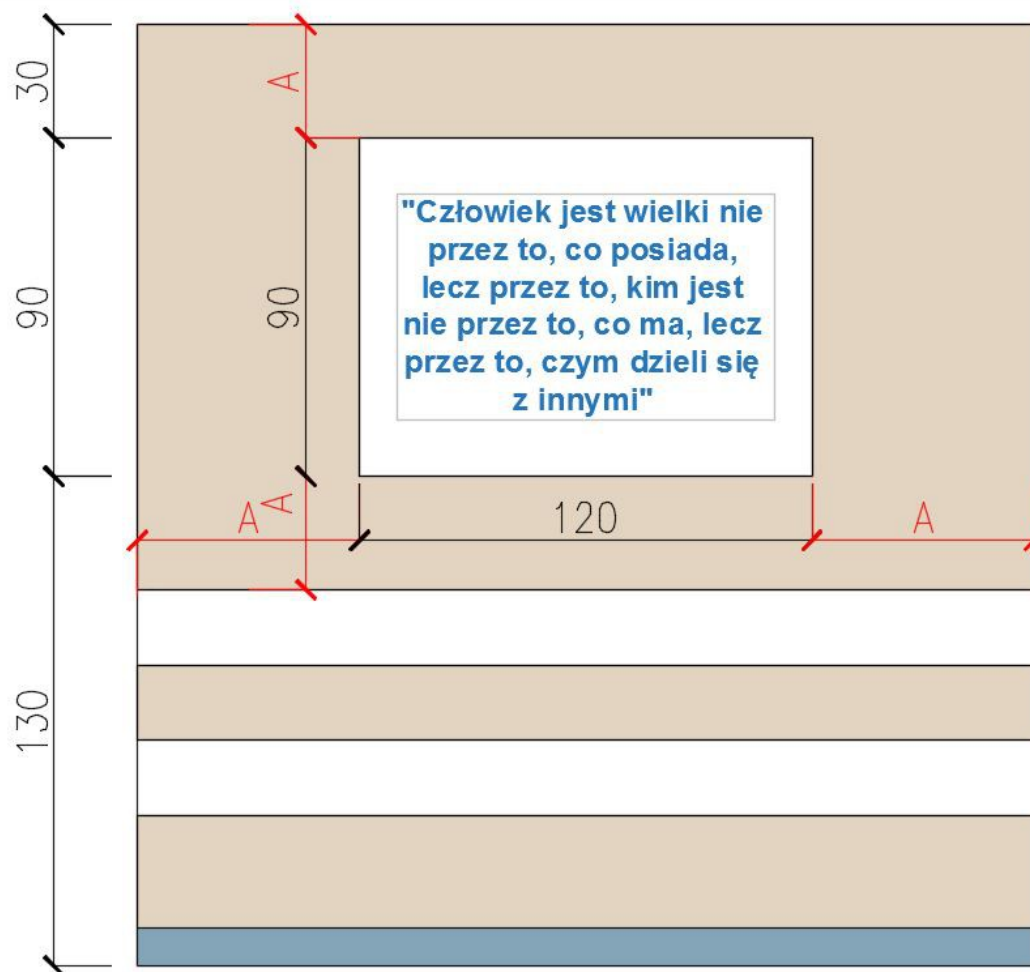 30
A
"Człowiek jest wielki nie
przez to, co posiada,
lecz przez to, kim jest
nie przez to, co ma, lecz
przez to, czym dzieli się
z innymi"
90
90
A
A
120
A
130